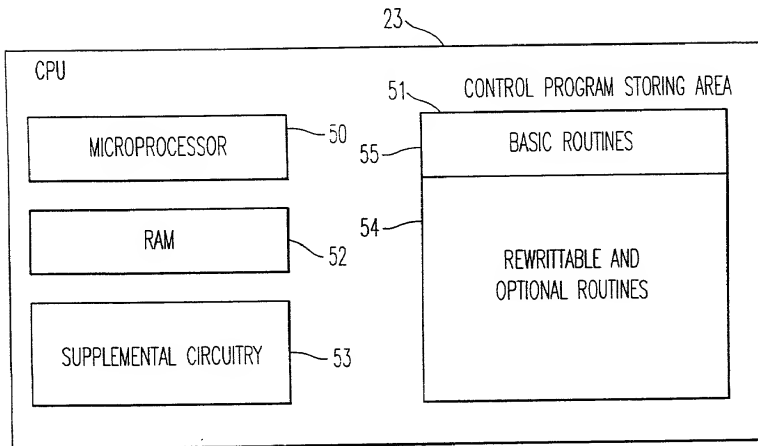 23
CPU
CONTROL PROGRAM STORING AREA
51
MICROPROCESSOR
50
55
BASIC ROUTINES
RAM
52
54
REWRITTABLE AND
OPTIONAL ROUTINES
SUPPLEMENTAL CIRCUITRY
53